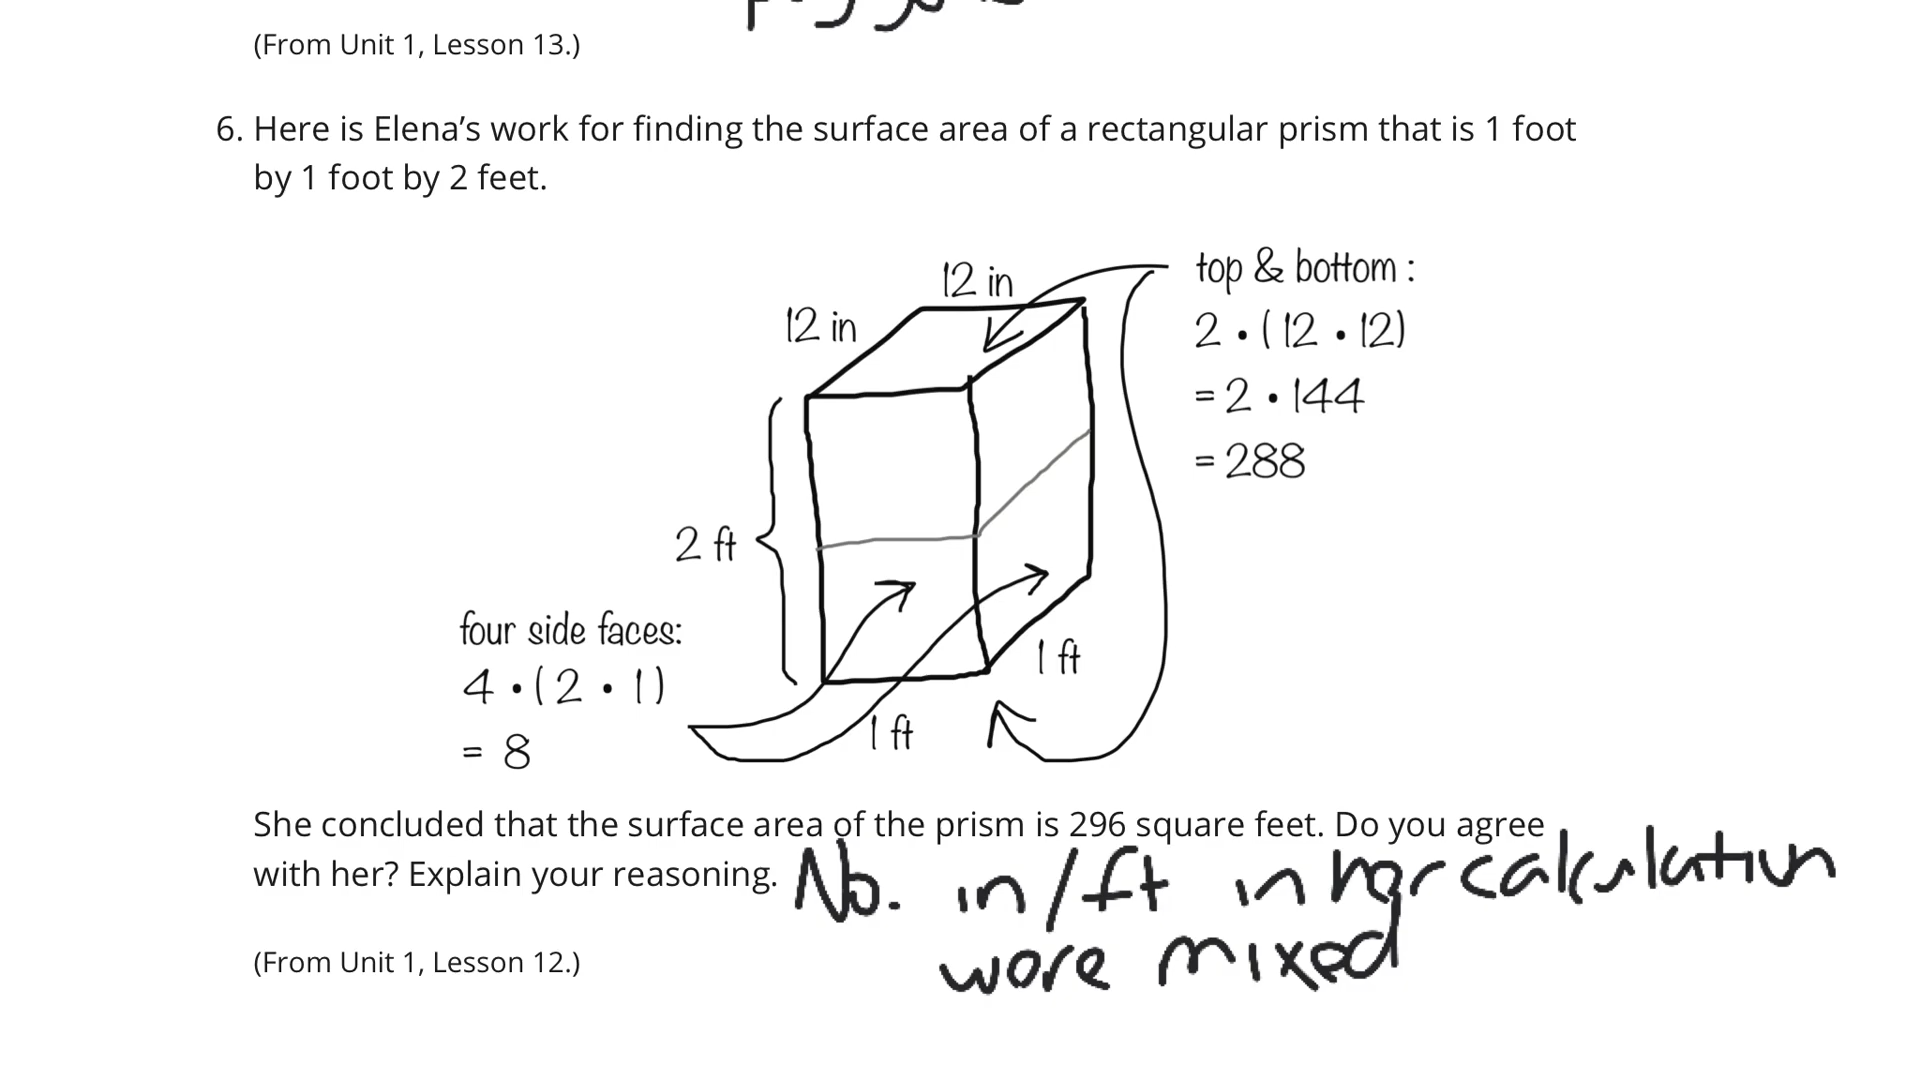 (From Unit 1, Lesson 13.)
6. Here is Elena’s work for finding the surface area of a rectangular prism that is 1 foot
by 1 foot by 2 feet.
12 in
12 in
top & bottom :
2 • ( 12 • 12)
= 2 • 144
= 288
2 ft
four side faces:
4 • ( 2 • 1 )
= 8
1 ft
1 ft
She concluded that the surface area of the prism is 296 square feet. Do you agree
with her? Explain your reasoning. No. in/ft in her calculation
wore mixed
(From Unit 1, Lesson 12.)